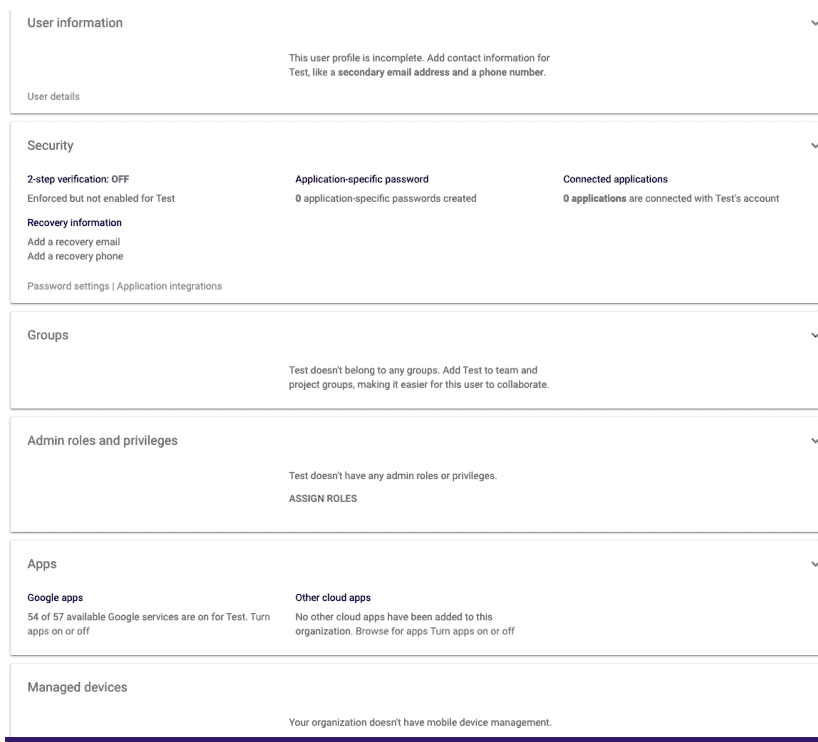 User information
This user profile is incomplete. Add contact information for
Test, like a secondary email address and a phone number.
User details
Security
2-step verification: OFF
Enforced but not enabled for Test
Recovery information
Add a recovery email
Add a recovery phone
Application-specific password
0 application-specific passwords created
Connected applications
0 applications are connected with Test's account
Password settings | Application integrations
Groups
Test doesn't belong to any groups. Add Test to team and
project groups, making it easier for this user to collaborate.
Admin roles and privileges
Test doesn't have any admin roles or privileges.
ASSIGN ROLES
Apps
Google apps
54 of 57 available Google services are on for Test. Turn
apps on or off
Other cloud apps
No other cloud apps have been added to this
organization. Browse for apps Turn apps on or off
Managed devices
Your organization doesn't have mobile device management.